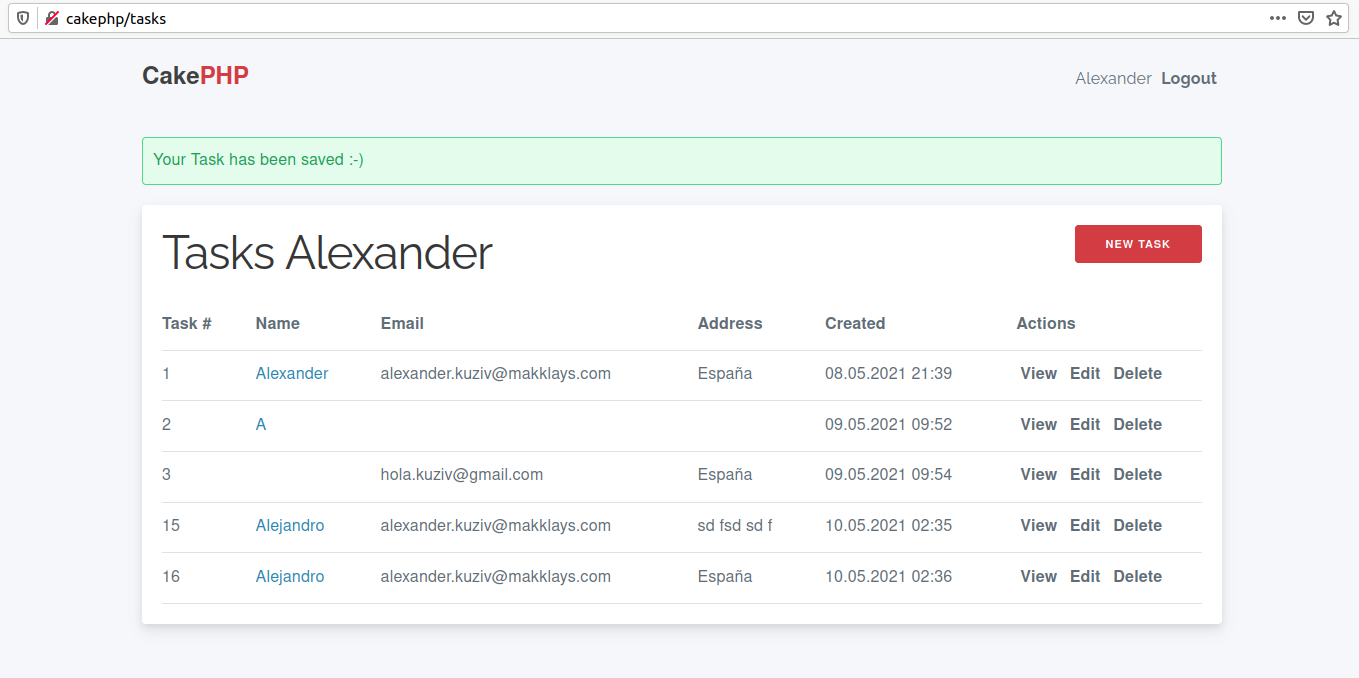 cakephp/tasks
CakePHP
Alexander Logout
Your Task has been saved :-)
Tasks Alexander
NEW TASK
Task # Name Email Address Created Actions
1 Alexander alexander.kuziv@makklays.com España 08.05.2021 21:39 View Edit Delete
2 A 09.05.2021 09:52 View Edit Delete
3 hola.kuziv@gmail.com España 09.05.2021 09:54 View Edit Delete
15 Alejandro alexander.kuziv@makklays.com sd fsd sd f 10.05.2021 02:35 View Edit Delete
16 Alejandro alexander.kuziv@makklays.com España 10.05.2021 02:36 View Edit Delete